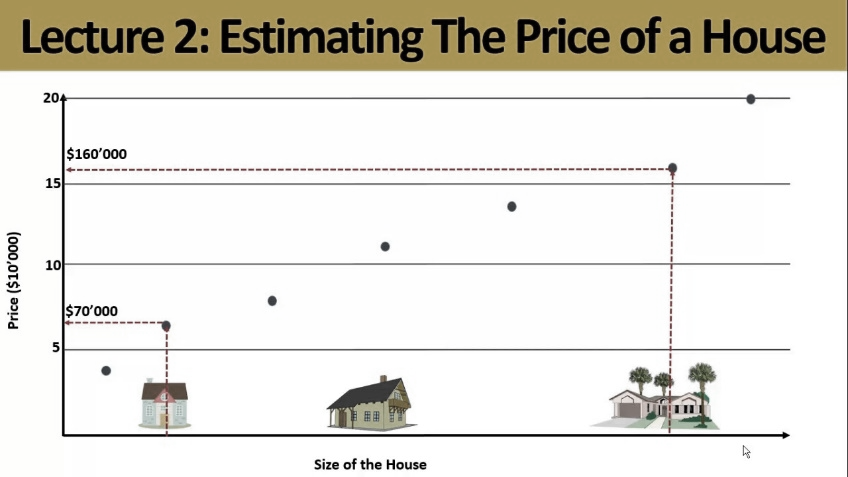 Lecture 2: Estimating The Price of a House
20
$160’000
15
10
Price ($10’000)
$70’000
5
Size of the House